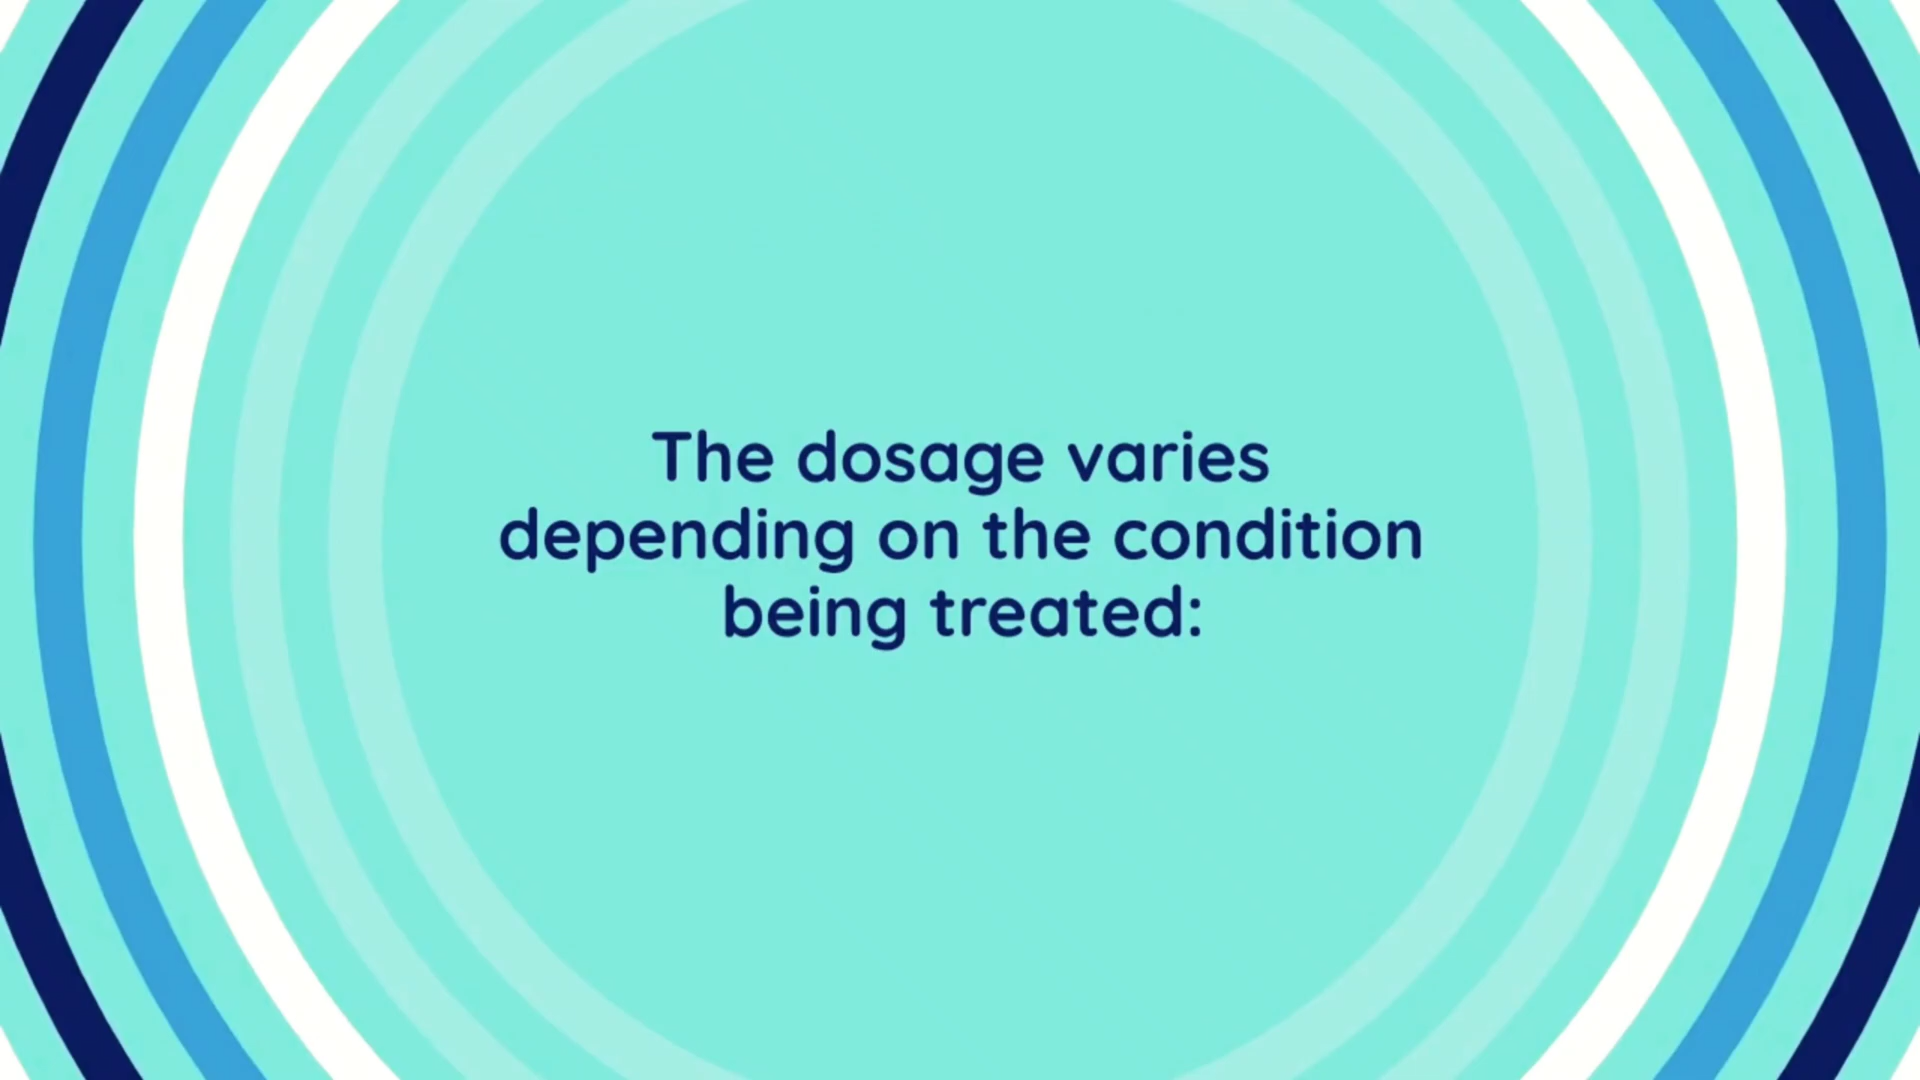 The dosage varies
depending on the condition
being treated: